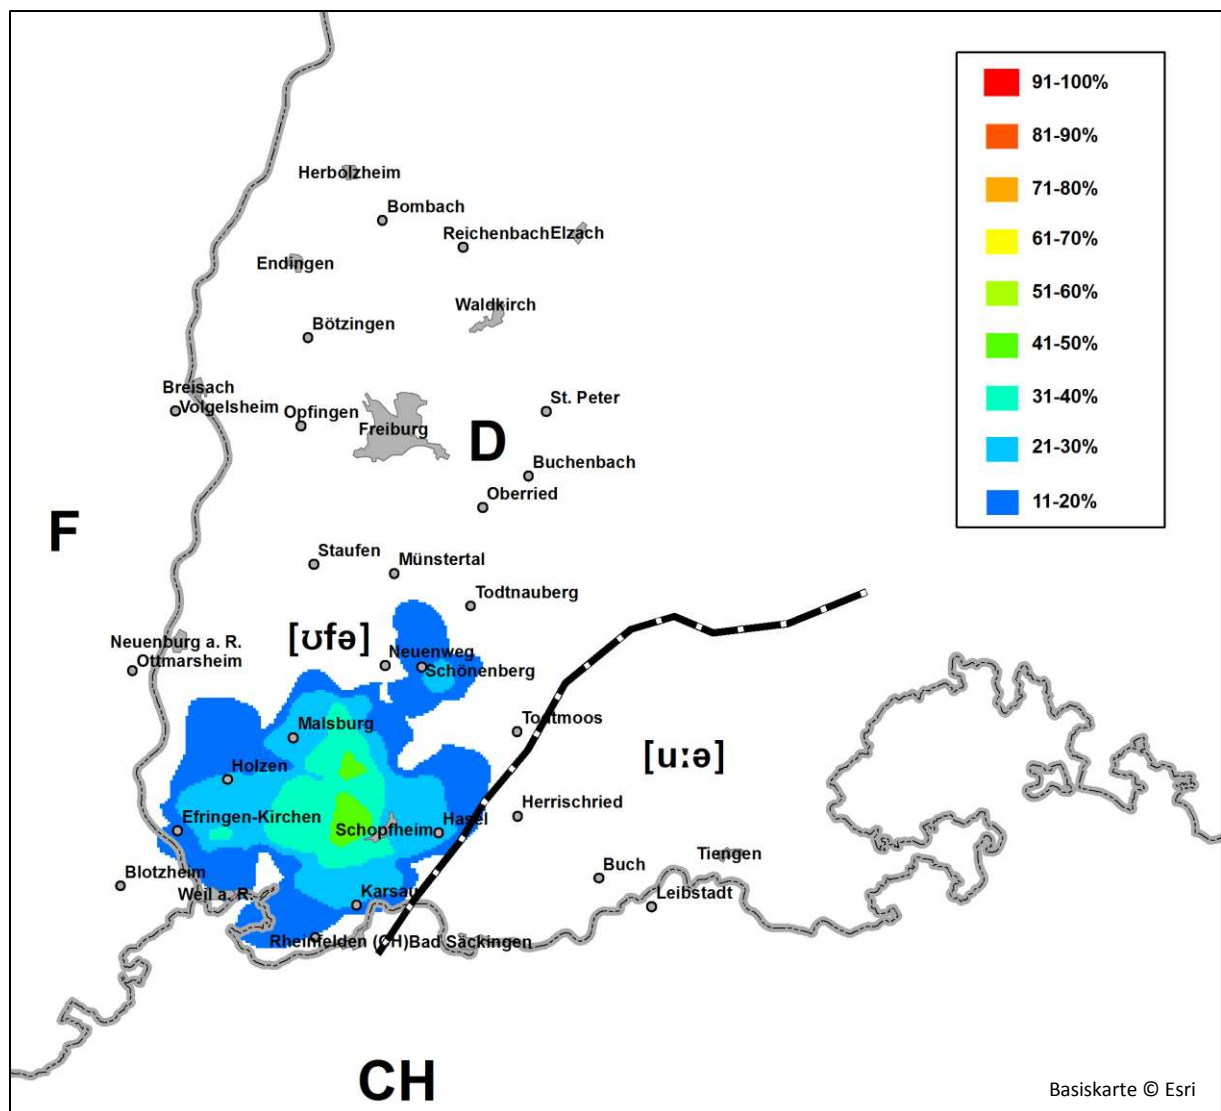 91-100%
81-90%
71-80%
61-70%
51-60%
41-50%
31-40%
21-30%
11-20%
Herbolzheim
Bombach
Reichenbach
Elzach
Endingen
Waldkirch
Bötzingen
Breisach
Volgelsheim
Opfingen
Freiburg
St. Peter
D
Buchenbach
Oberried
F
Staufen
Münstertal
Todtnauberg
[ʊfə]
Neuenburg a. R.
Ottmarsheim
Neuenweg
Schönenberg
Malsburg
Todtmoos
[uːə]
Holzen
Efringen-Kirchen
Schopfheim
Hasel
Herrischried
Blotzheim
Weil a. R.
Karsau
Buch
Tiengen
Leibstadt
Rheinfelden (CH)
Bad Säckingen
CH
Basiskarte © Esri